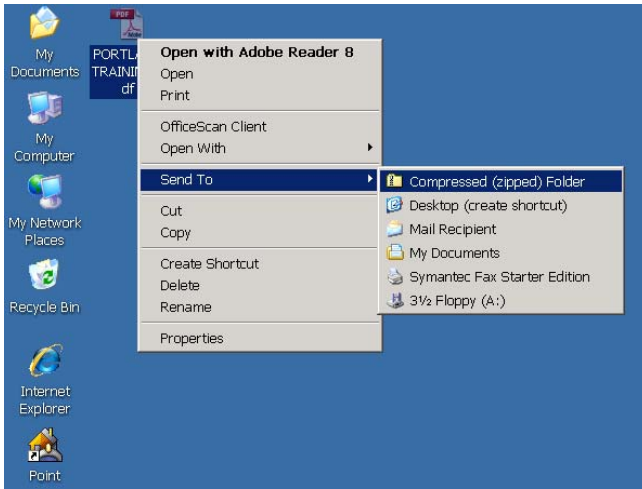 PDF
My
Documents
PORTL
TRAINI
df
My
Computer
My Network
Places
Recycle Bin
Internet
Explorer
Point
Open with Adobe Reader 8
Open
Print
OfficeScan Client
Open With
Send To
Cut
Copy
Create Shortcut
Delete
Rename
Properties
Compressed (zipped) Folder
Desktop (create shortcut)
Mail Recipient
My Documents
Symantec Fax Starter Edition
3½ Floppy (A:)